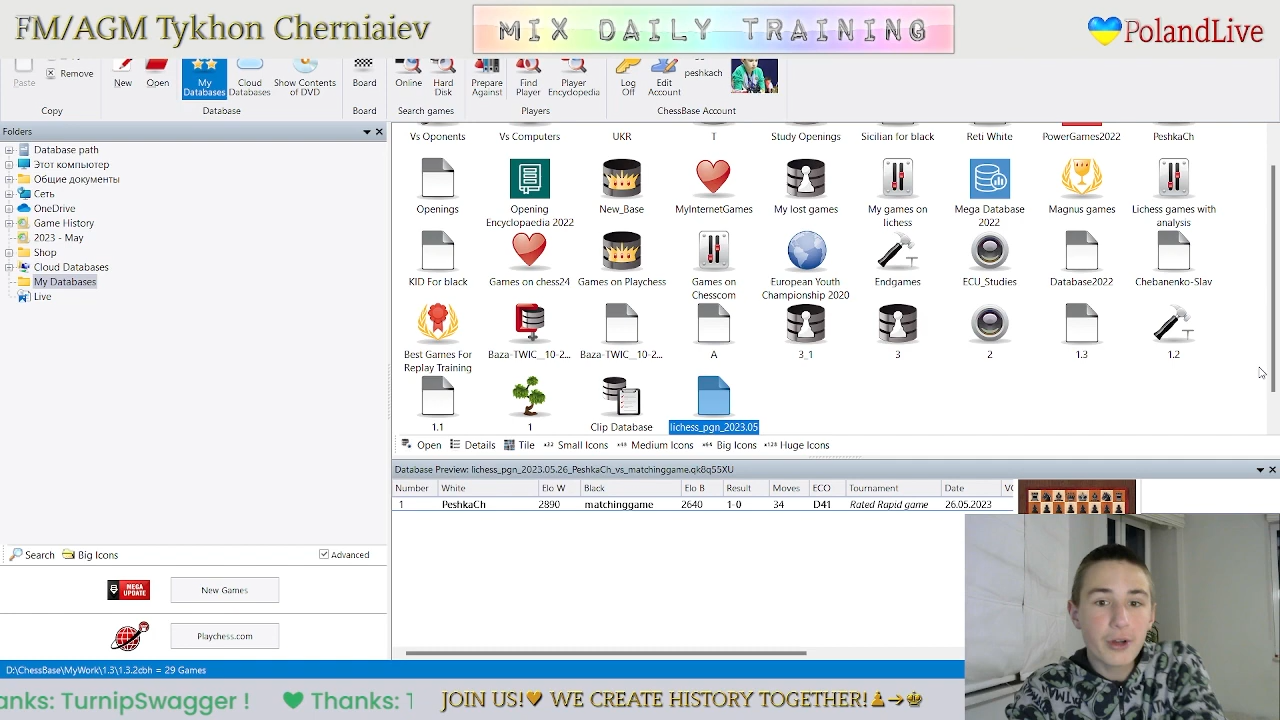 FM/AGM Tykhon Cherniaiev
MIX DAILY TRAINING
PolandLive
Paste
Remove
New
Open
My Databases
Cloud Databases
Show Contents of DVD
Board
Online
Hard Disk
Prepare Against
Find Player
Player Encyclopedia
Log Off
Edit Account
peshkach
Copy
Database
Board
Search games
Players
ChessBase Account
Folders
Database path
Этот компьютер
Общие документы
Сеть
OneDrive
Game History
2023 - May
Shop
Cloud Databases
My Databases
Live
Vs Oponents
Vs Computers
UKR
T
Study Openings
Sicilian for black
Reti White
PowerGames2022
PeshkaCh
Openings
Opening Encyclopaedia 2022
New_Base
MyInternetGames
My lost games
My games on lichess
Mega Database 2022
Magnus games
Lichess games with analysis
KID For black
Games on chess24
Games on Playchess
Games on Chesscom
European Youth Championship 2020
Endgames
ECU_Studies
Database2022
Chebanenko-Slav
Best Games For Replay Training
Baza-TWIC__10-2...
Baza-TWIC__10-2...
A
3_1
3
2
1.3
1.2
1.1
1
Clip Database
lichess_pgn_2023.05
Open Details Tile Small Icons Medium Icons Big Icons Huge Icons
Database Preview: lichess_pgn_2023.05.26_PeshkaCh_vs_matchinggame.qk8q55XU
Number White Elo W Black Elo B Result Moves ECO Tournament Date
1 PeshkaCh 2890 matchinggame 2640 1-0 34 D41 Rated Rapid game 26.05.2023
Search Big Icons Advanced
MEGA UPDATE
New Games
Playchess.com
D:\ChessBase\MyWork\1.3\1.3.2cbh = 29 Games
anks: TurnipSwagger ! Thanks: T
JOIN US! WE CREATE HISTORY TOGETHER!